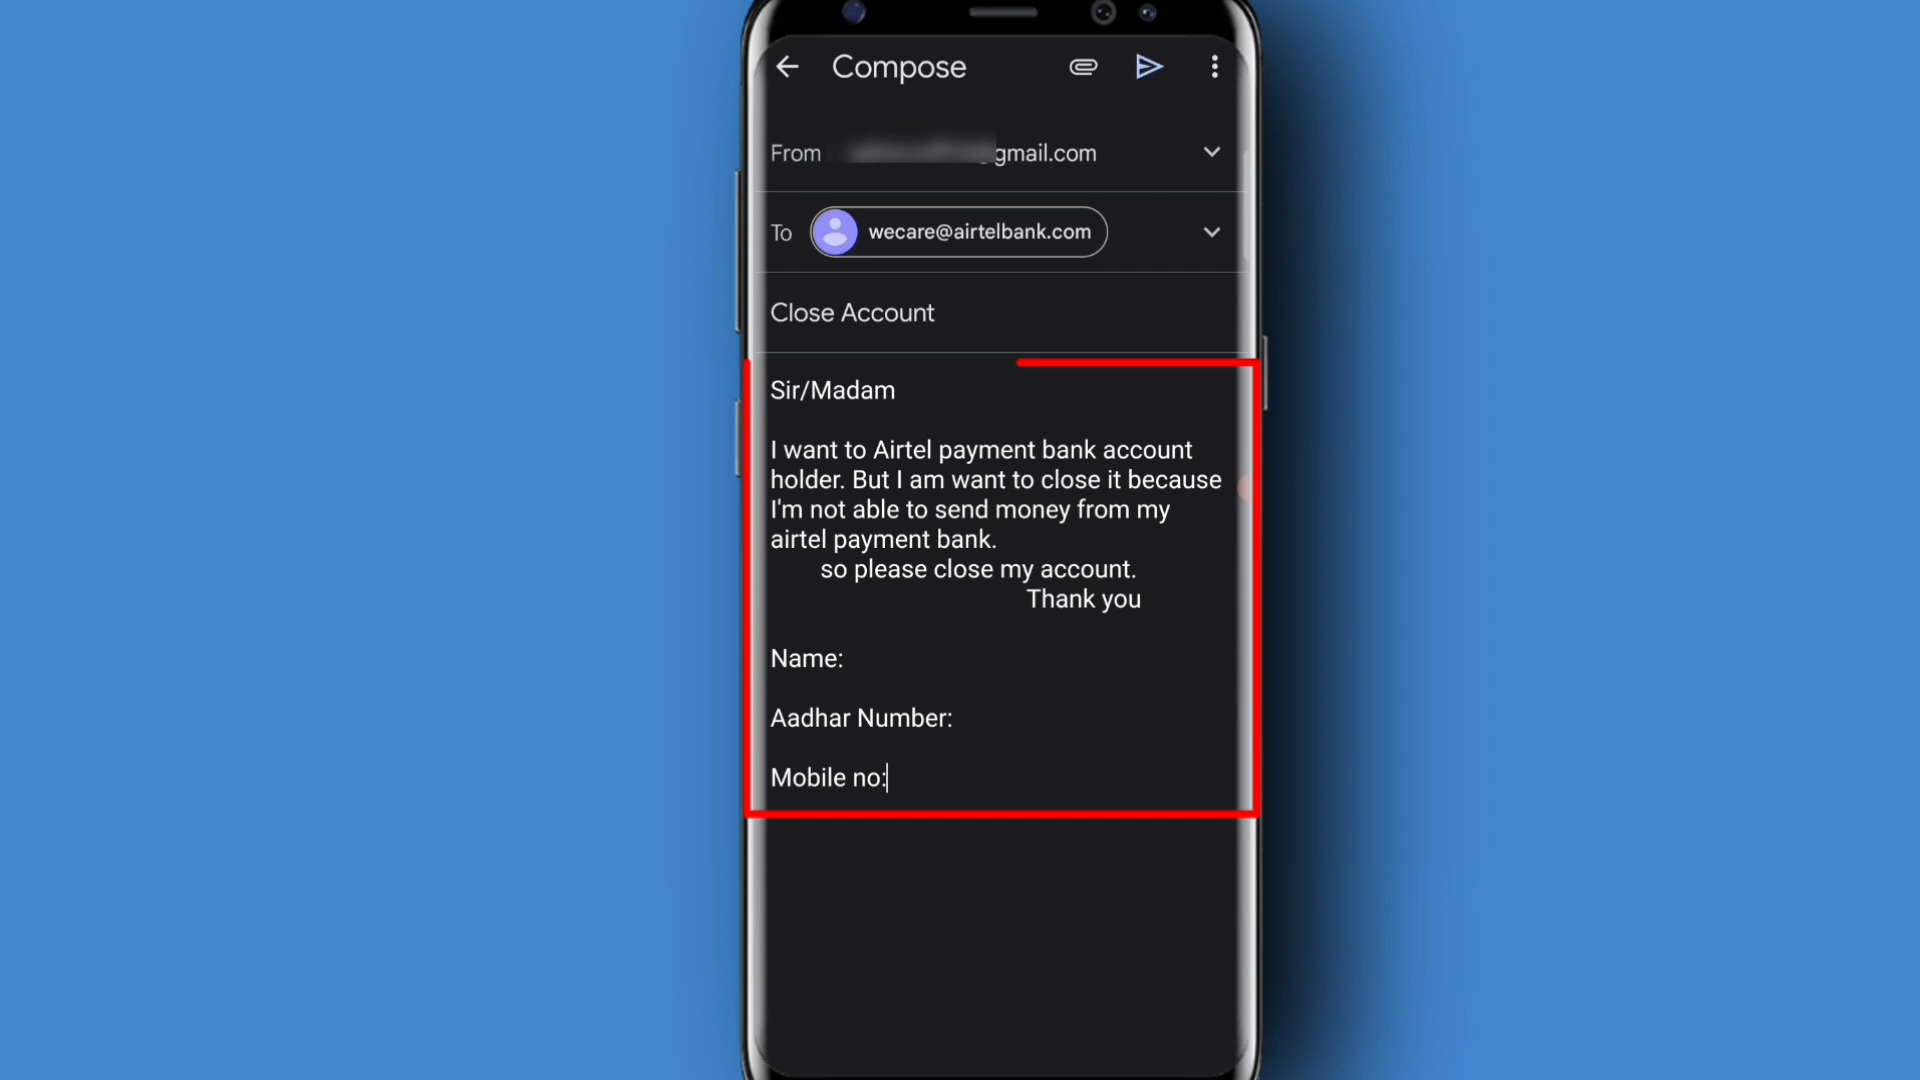 Compose
From gmail.com
To wecare@airtelbank.com
Close Account
Sir/Madam
I want to Airtel payment bank account
holder. But I am want to close it because
I'm not able to send money from my
airtel payment bank.
so please close my account.
Thank you
Name:
Aadhar Number:
Mobile no: